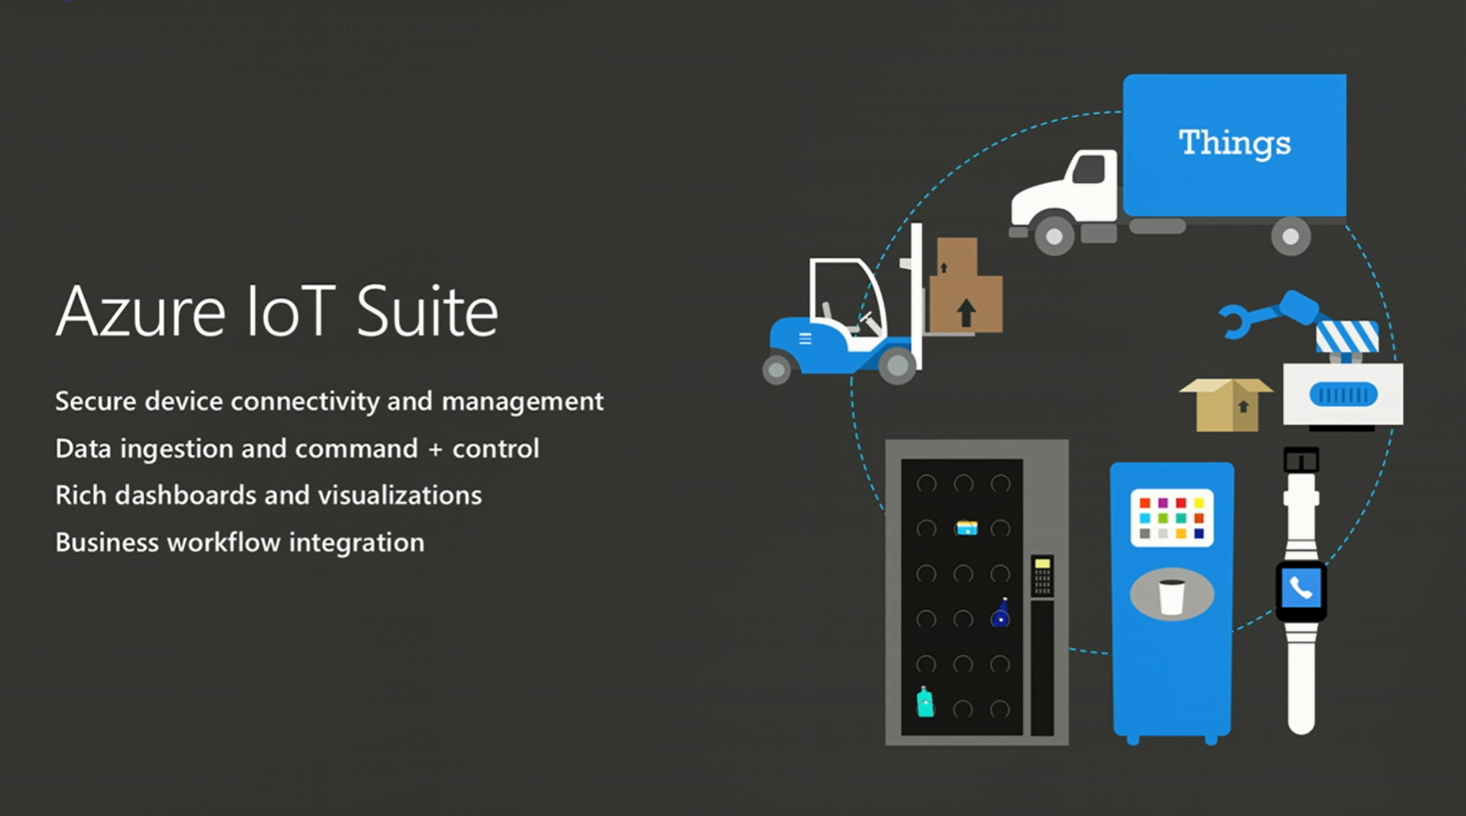 Things
Azure IoT Suite
Secure device connectivity and management
Data ingestion and command + control
Rich dashboards and visualizations
Business workflow integration